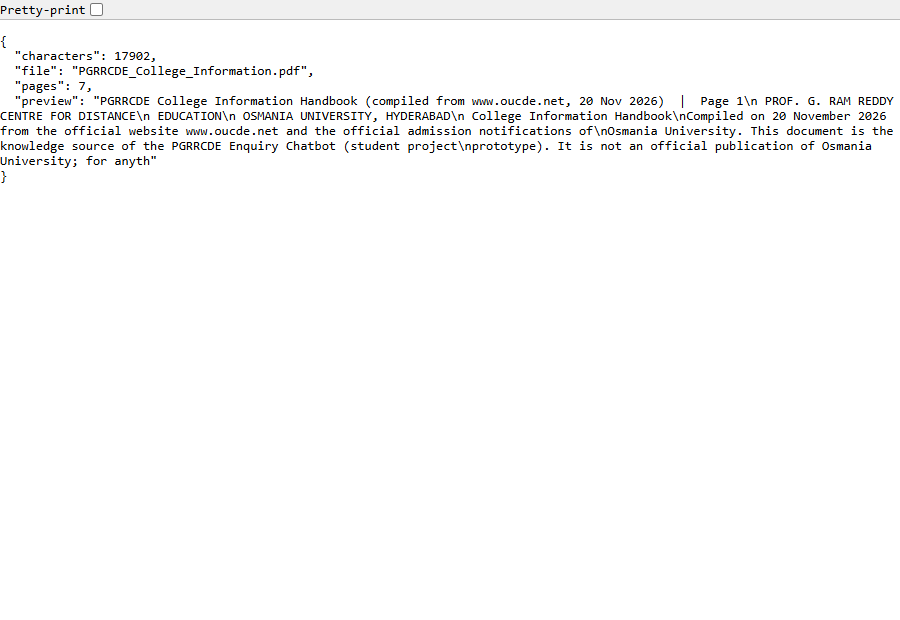 Pretty-print
{
  "characters": 17902,
  "file": "PGRRCDE_College_Information.pdf",
  "pages": 7,
  "preview": "PGRRCDE College Information Handbook (compiled from www.oucde.net, 20 Nov 2026)  |  Page 1\n PROF. G. RAM REDDY
CENTRE FOR DISTANCE\n EDUCATION\n OSMANIA UNIVERSITY, HYDERABAD\n College Information Handbook\nCompiled on 20 November 2026
from the official website www.oucde.net and the official admission notifications of\nOsmania University. This document is the
knowledge source of the PGRRCDE Enquiry Chatbot (student project\nprototype). It is not an official publication of Osmania
University; for anyth"
}